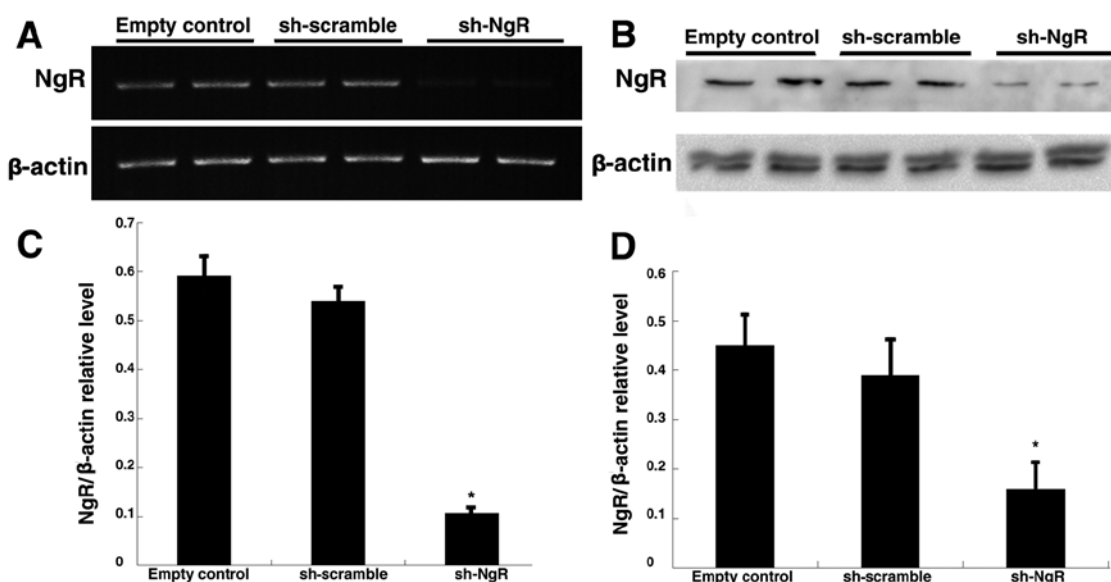 A
Empty control sh-scramble sh-NgR
NgR
β-actin
B
Empty control sh-scramble sh-NgR
NgR
β-actin
C
NgR/β-actin relative level
0.7
0.6
0.5
0.4
0.3
0.2
0.1
0
*
Empty control sh-scramble sh-NgR
D
NgR/β-actin relative level
0.6
0.5
0.4
0.3
0.2
0.1
0
*
Empty control sh-scramble sh-NgR